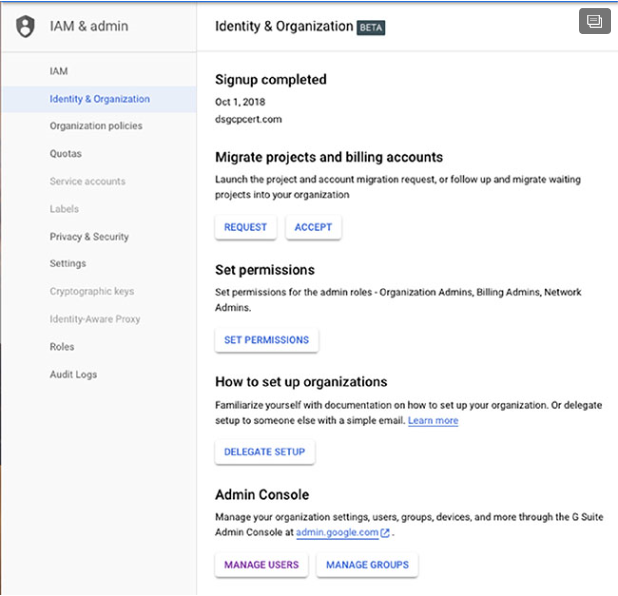 IAM & admin
IAM
Identity & Organization
Organization policies
Quotas
Service accounts
Labels
Privacy & Security
Settings
Cryptographic keys
Identity-Aware Proxy
Roles
Audit Logs
Identity & Organization BETA
Signup completed
Oct 1, 2018
dsgcpcert.com
Migrate projects and billing accounts
Launch the project and account migration request, or follow up and migrate waiting
projects into your organization
REQUEST ACCEPT
Set permissions
Set permissions for the admin roles - Organization Admins, Billing Admins, Network
Admins.
SET PERMISSIONS
How to set up organizations
Familiarize yourself with documentation on how to set up your organization. Or delegate
setup to someone else with a simple email. Learn more
DELEGATE SETUP
Admin Console
Manage your organization settings, users, groups, devices, and more through the G Suite
Admin Console at admin.google.com .
MANAGE USERS MANAGE GROUPS